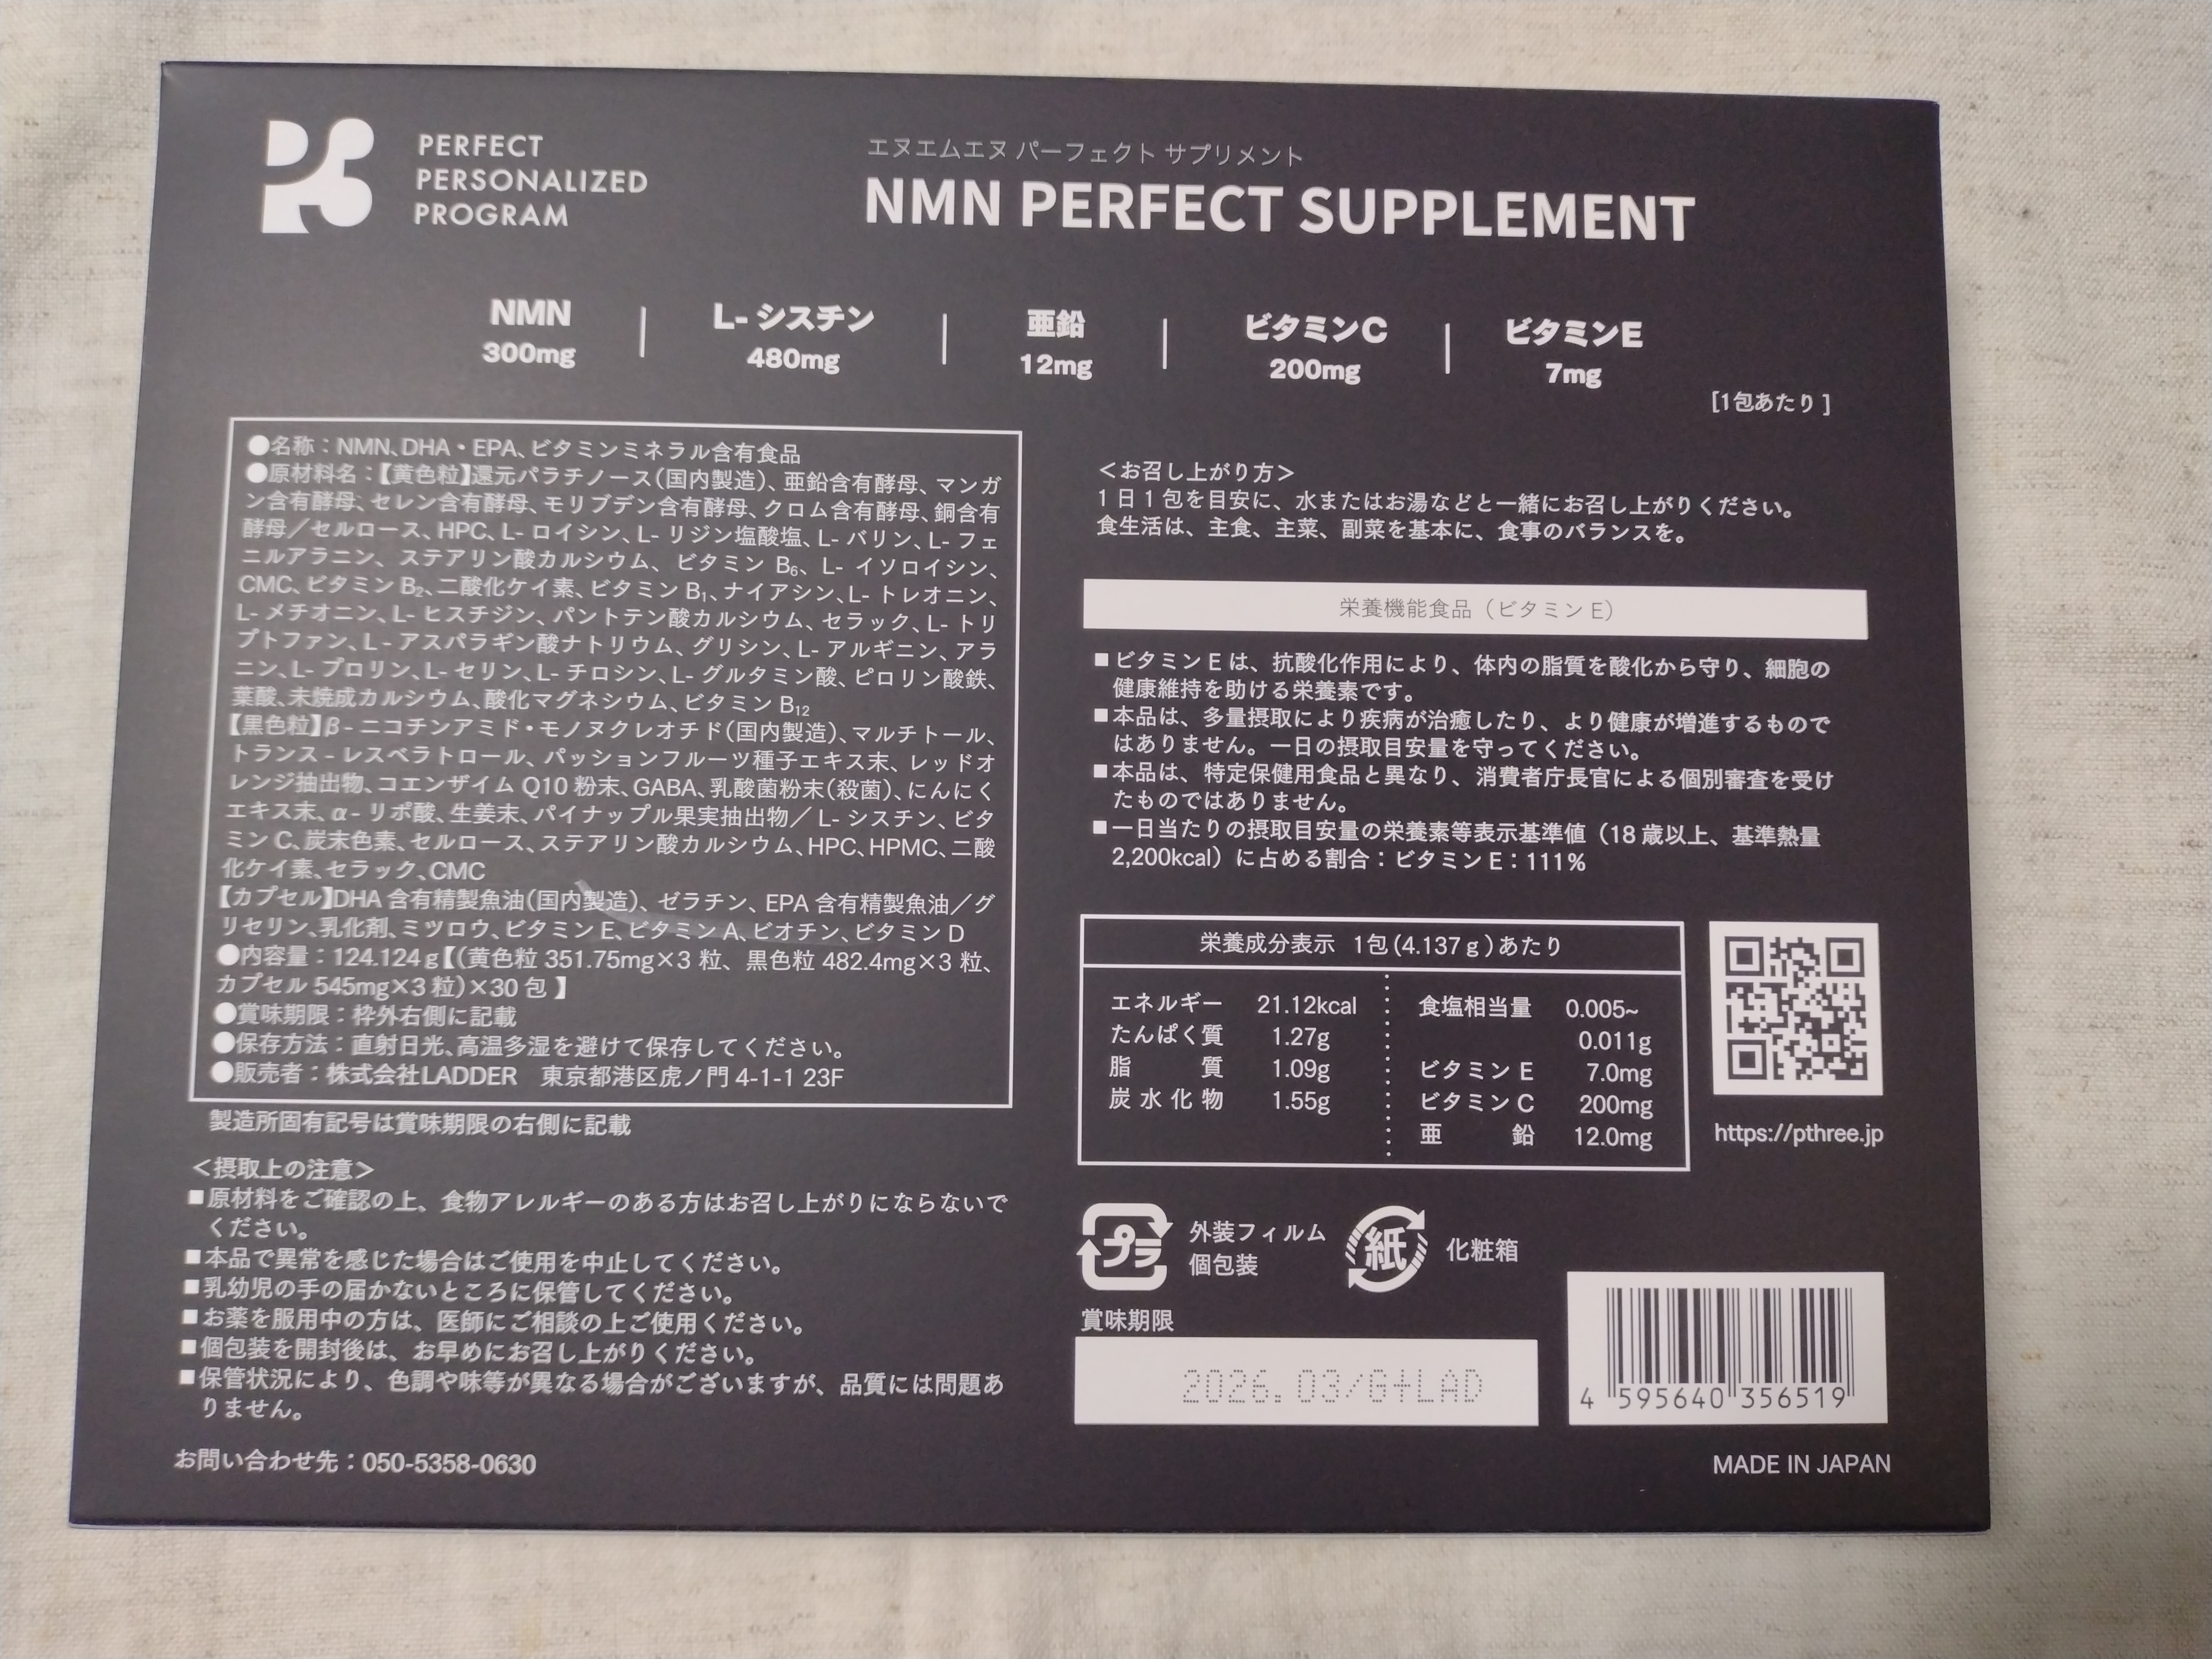 PERFECT
PERSONALIZED
PROGRAM
エヌエムエヌ パーフェクト サプリメント
NMN PERFECT SUPPLEMENT
NMN
300mg
L- シスチン
480mg
亜鉛
12mg
ビタミンC
200mg
ビタミンE
7mg
[1包あたり]
●名称：NMN、DHA・EPA、ビタミンミネラル含有食品
●原材料名：【黄色粒】還元パラチノース（国内製造）、亜鉛含有酵母、マンガ
ン含有酵母、セレン含有酵母、モリブデン含有酵母、クロム含有酵母、銅含有
酵母／セルロース、HPC、L- ロイシン、L- リジン塩酸塩、L- バリン、L- フェ
ニルアラニン、ステアリン酸カルシウム、ビタミン B₆、L- イソロイシン、
CMC、ビタミン B₂、二酸化ケイ素、ビタミン B₁、ナイアシン、L- トレオニン、
L- メチオニン、L- ヒスチジン、パントテン酸カルシウム、セラック、L- トリ
プトファン、L - アスパラギン酸ナトリウム、グリシン、L- アルギニン、アラ
ニン、L- プロリン、L- セリン、L- チロシン、L- グルタミン酸、ピロリン酸鉄、
葉酸、未焼成カルシウム、酸化マグネシウム、ビタミン B₁₂
【黒色粒】β - ニコチンアミド・モノヌクレオチド（国内製造）、マルチトール、
トランス - レスベラトロール、パッションフルーツ種子エキス末、レッドオ
レンジ抽出物、コエンザイム Q10 粉末、GABA、乳酸菌粉末（殺菌）、にんにく
エキス末、α- リポ酸、生姜末、パイナップル果実抽出物／ L- シスチン、ビタ
ミン C、炭末色素、セルロース、ステアリン酸カルシウム、HPC、HPMC、二酸
化ケイ素、セラック、CMC
【カプセル】DHA 含有精製魚油（国内製造）、ゼラチン、EPA 含有精製魚油／グ
リセリン、乳化剤、ミツロウ、ビタミン E、ビタミン A、ビオチン、ビタミン D
●内容量：124.124ｇ【（黄色粒 351.75mg×3 粒、黒色粒 482.4mg×3 粒、
カプセル 545mg×3 粒）×30 包 】
●賞味期限：枠外右側に記載
●保存方法：直射日光、高温多湿を避けて保存してください。
●販売者：株式会社LADDER　東京都港区虎ノ門 4-1-1 23F
製造所固有記号は賞味期限の右側に記載
＜摂取上の注意＞
■原材料をご確認の上、食物アレルギーのある方はお召し上がりにならないで
ください。
■本品で異常を感じた場合はご使用を中止してください。
■乳幼児の手の届かないところに保管してください。
■お薬を服用中の方は、医師にご相談の上ご使用ください。
■個包装を開封後は、お早めにお召し上がりください。
■保管状況により、色調や味等が異なる場合がございますが、品質には問題あ
りません。
お問い合わせ先：050-5358-0630
＜お召し上がり方＞
1 日 1 包を目安に、水またはお湯などと一緒にお召し上がりください。
食生活は、主食、主菜、副菜を基本に、食事のバランスを。
栄養機能食品（ビタミン E）
■ビタミン E は、抗酸化作用により、体内の脂質を酸化から守り、細胞の
健康維持を助ける栄養素です。
■本品は、多量摂取により疾病が治癒したり、より健康が増進するもので
はありません。一日の摂取目安量を守ってください。
■本品は、特定保健用食品と異なり、消費者庁長官による個別審査を受け
たものではありません。
■一日当たりの摂取目安量の栄養素等表示基準値（18 歳以上、基準熱量
2,200kcal）に占める割合：ビタミン E：111%
栄養成分表示　1包（4.137ｇ）あたり
エネルギー 21.12kcal
たんぱく質 1.27g
脂質 1.09g
炭水化物 1.55g
食塩相当量 0.005~
0.011g
ビタミン E 7.0mg
ビタミン C 200mg
亜鉛 12.0mg
https://pthree.jp
プラ
外装フィルム
個包装
紙
化粧箱
賞味期限
2026.03/G+LAD
4 595640 356519
MADE IN JAPAN